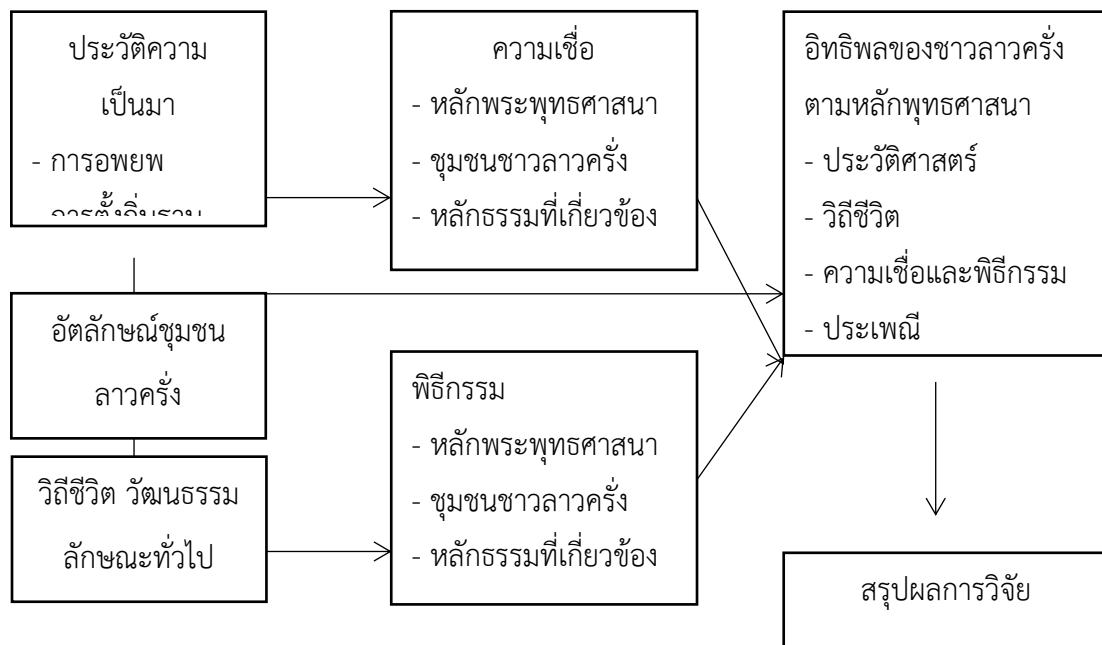 ประวัติความ
เป็นมา
- การอพยพ
อัตลักษณ์ชุมชน
ลาวครั่ง
วิถีชีวิต วัฒนธรรม
ลักษณะทั่วไป
ความเชื่อ
- หลักพระพุทธศาสนา
- ชุมชนชาวลาวครั่ง
- หลักธรรมที่เกี่ยวข้อง
พิธีกรรม
- หลักพระพุทธศาสนา
- ชุมชนชาวลาวครั่ง
- หลักธรรมที่เกี่ยวข้อง
อิทธิพลของชาวลาวครั่ง
ตามหลักพุทธศาสนา
- ประวัติศาสตร์
- วิถีชีวิต
- ความเชื่อและพิธีกรรม
- ประเพณี
สรุปผลการวิจัย